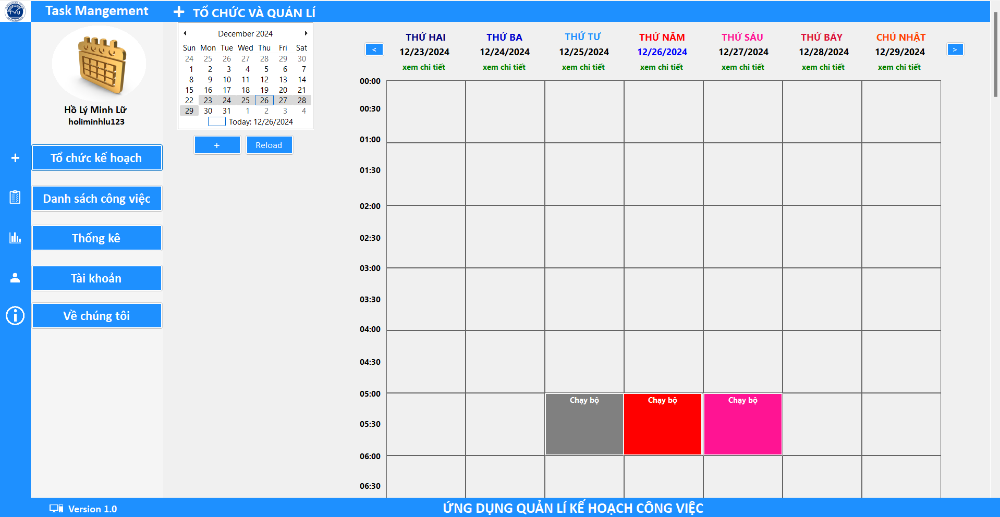 Task Mangement
TỔ CHỨC VÀ QUẢN LÍ
Hồ Lý Minh Lữ
holiminhlu123
Tổ chức kế hoạch
Danh sách công việc
Thống kê
Tài khoản
Về chúng tôi
December 2024
Sun Mon Tue Wed Thu Fri Sat
24 25 26 27 28 29 30
1 2 3 4 5 6 7
8 9 10 11 12 13 14
15 16 17 18 19 20 21
22 23 24 25 26 27 28
29 30 31 1 2 3 4
Today: 12/26/2024
+ Reload
THỨ HAI THỨ BA THỨ TƯ THỨ NĂM THỨ SÁU THỨ BẢY CHỦ NHẬT
< 12/23/2024 12/24/2024 12/25/2024 12/26/2024 12/27/2024 12/28/2024 12/29/2024 >
xem chi tiết xem chi tiết xem chi tiết xem chi tiết xem chi tiết xem chi tiết xem chi tiết
00:00
00:30
01:00
01:30
02:00
02:30
03:00
03:30
04:00
04:30
05:00
Chạy bộ Chạy bộ Chạy bộ
05:30
06:00
06:30
Version 1.0
ỨNG DỤNG QUẢN LÍ KẾ HOẠCH CÔNG VIỆC